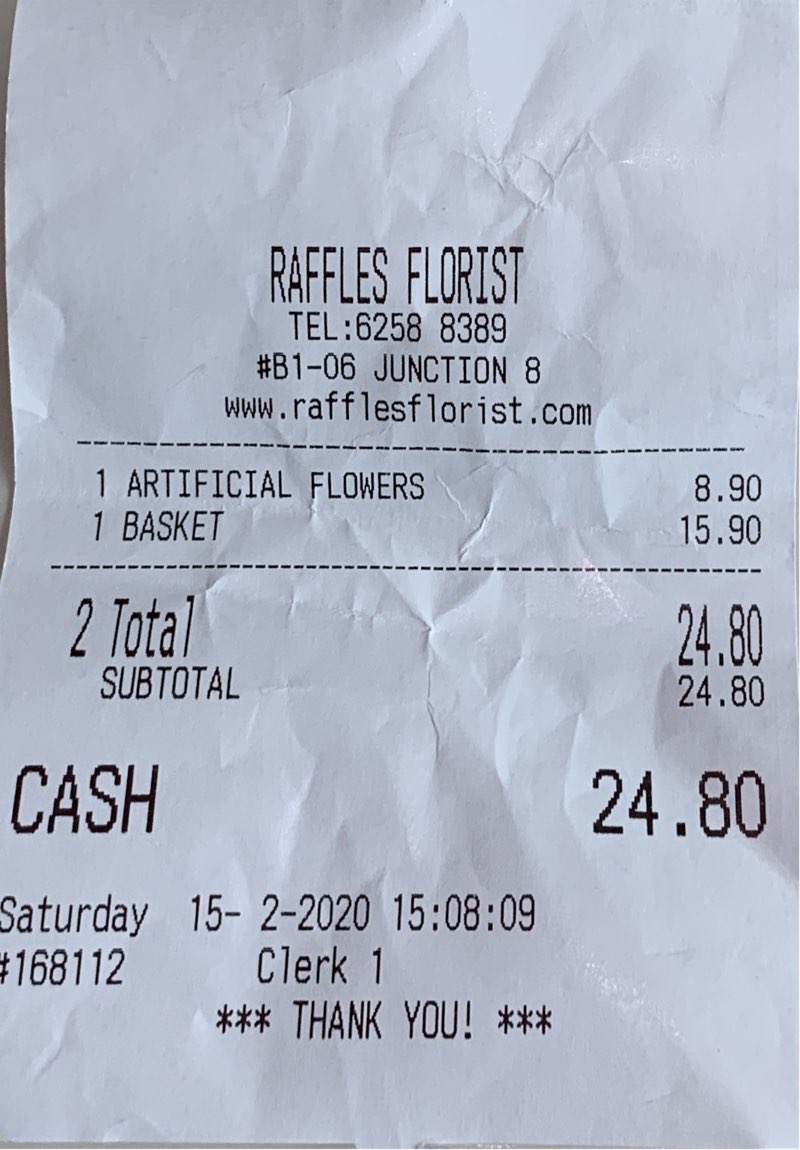 RAFFLES FLORIST
TEL:6258 8389
#B1-06 JUNCTION 8
www.rafflesflorist.com
1 ARTIFICIAL FLOWERS 8.90
1 BASKET 15.90
2 Total 24.80
SUBTOTAL 24.80
CASH 24.80
Saturday 15- 2-2020 15:08:09
#168112 Clerk 1
*** THANK YOU! ***